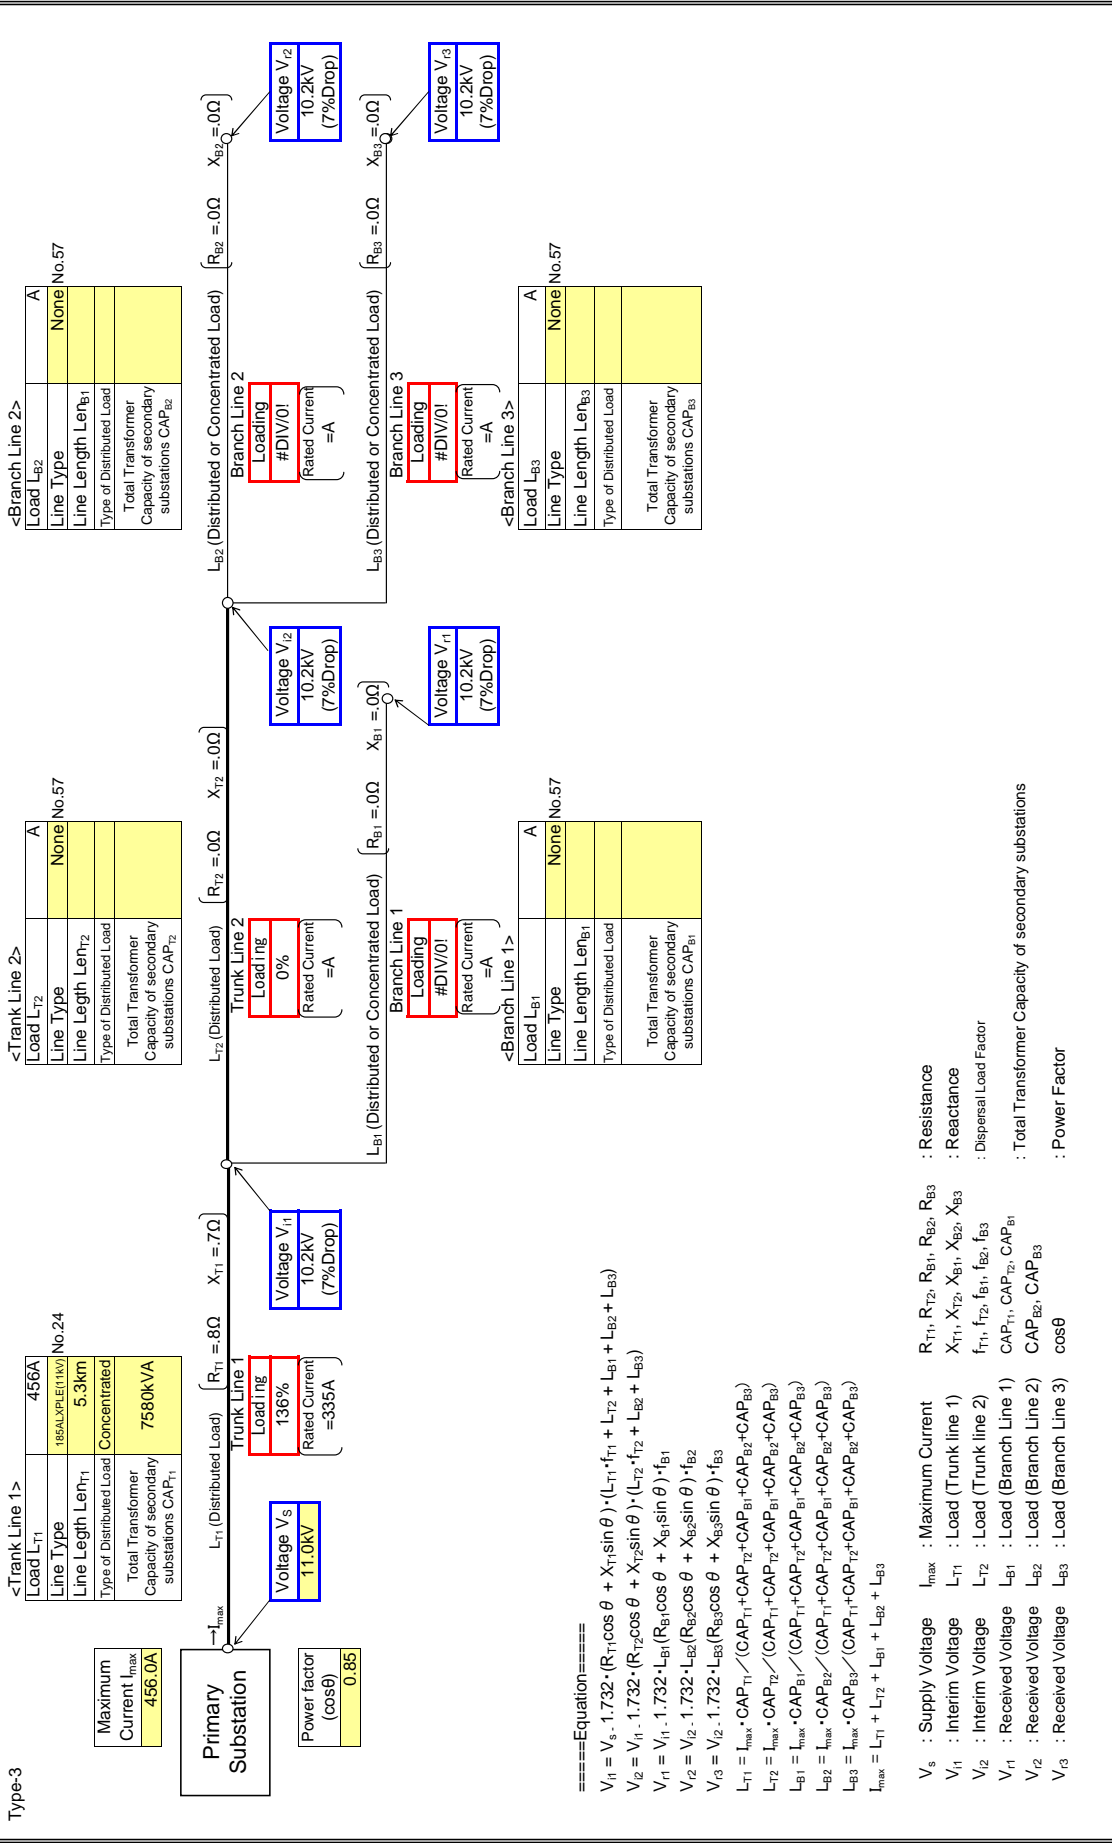 Type-3
Maximum
Current Imax
456.0A
Primary
Substation
→Imax
Power factor
(cosθ)
0.85
Voltage VS
11.0kV
<Trank Line 1>
Load LT1 456A
Line Type 185ALXPLE(11kV) No.24
Line Legth LenT1 5.3km
Type of Distributed Load Concentrated
Total Transformer
Capacity of secondary
substations CAPT1
7580kVA
LT1 (Distributed Load) RT1 =.8Ω XT1 =.7Ω
Trunk Line 1
Loading
136%
Rated Current
=335A
Voltage Vi1
10.2kV
(7%Drop)
<Trank Line 2>
Load LT2 A
Line Type None No.57
Line Length LenT2
Type of Distributed Load
Total Transformer
Capacity of secondary
substations CAPT2
LT2 (Distributed Load) RT2 =.0Ω XT2 =.0Ω
Trunk Line 2
Loading
0%
Rated Current
=A
Voltage Vi2
10.2kV
(7%Drop)
LB1 (Distributed or Concentrated Load) RB1 =.0Ω XB1 =.0Ω
Branch Line 1
Loading
#DIV/0!
Rated Current
=A
Voltage Vr1
10.2kV
(7%Drop)
<Branch Line 1>
Load LB1 A
Line Type None No.57
Line Length LenB1
Type of Distributed Load
Total Transformer
Capacity of secondary
substations CAPB1
<Branch Line 2>
Load LB2 A
Line Type None No.57
Line Length LenB1
Type of Distributed Load
Total Transformer
Capacity of secondary
substations CAPB2
LB2 (Distributed or Concentrated Load) RB2 =.0Ω XB2 =.0Ω
Branch Line 2
Loading
#DIV/0!
Rated Current
=A
Voltage Vr2
10.2kV
(7%Drop)
LB3 (Distributed or Concentrated Load) RB3 =.0Ω XB3 =.0Ω
Branch Line 3
Loading
#DIV/0!
Rated Current
=A
Voltage Vr3
10.2kV
(7%Drop)
<Branch Line 3>
Load LB3 A
Line Type None No.57
Line Length LenB3
Type of Distributed Load
Total Transformer
Capacity of secondary
substations CAPB3
=====Equation=====
Vi1 = Vs - 1.732・(RT1cos θ + XT1sin θ)・(LT1・fT1 + LT2 + LB1 + LB2 + LB3)
Vi2 = Vi1 - 1.732・(RT2cos θ + XT2sin θ)・(LT2・fT2 + LB2 + LB3)
Vr1 = Vi1 - 1.732・LB1(RB1cos θ + XB1sin θ)・fB1
Vr2 = Vi2 - 1.732・LB2(RB2cos θ + XB2sin θ)・fB2
Vr3 = Vi2 - 1.732・LB3(RB3cos θ + XB3sin θ)・fB3
LT1 = Imax・CAPT1／(CAPT1+CAPT2+CAPB1+CAPB2+CAPB3)
LT2 = Imax・CAPT2／(CAPT1+CAPT2+CAPB1+CAPB2+CAPB3)
LB1 = Imax・CAPB1／(CAPT1+CAPT2+CAPB1+CAPB2+CAPB3)
LB2 = Imax・CAPB2／(CAPT1+CAPT2+CAPB1+CAPB2+CAPB3)
LB3 = Imax・CAPB3／(CAPT1+CAPT2+CAPB1+CAPB2+CAPB3)
Imax = LT1 + LT2 + LB1 + LB2 + LB3
Vs : Supply Voltage Imax : Maximum Current RT1, RT2, RB1, RB2, RB3 : Resistance
Vi1 : Interim Voltage LT1 : Load (Trunk line 1) XT1, XT2, XB1, XB2, XB3 : Reactance
Vi2 : Interim Voltage LT2 : Load (Trunk line 2) fT1, fT2, fB1, fB2, fB3 : Dispersal Load Factor
Vr1 : Received Voltage LB1 : Load (Branch Line 1) CAPT1, CAPT2, CAPB1 : Total Transformer Capacity of secondary substations
Vr2 : Received Voltage LB2 : Load (Branch Line 2) CAPB2, CAPB3
Vr3 : Received Voltage LB3 : Load (Branch Line 3) cosθ : Power Factor